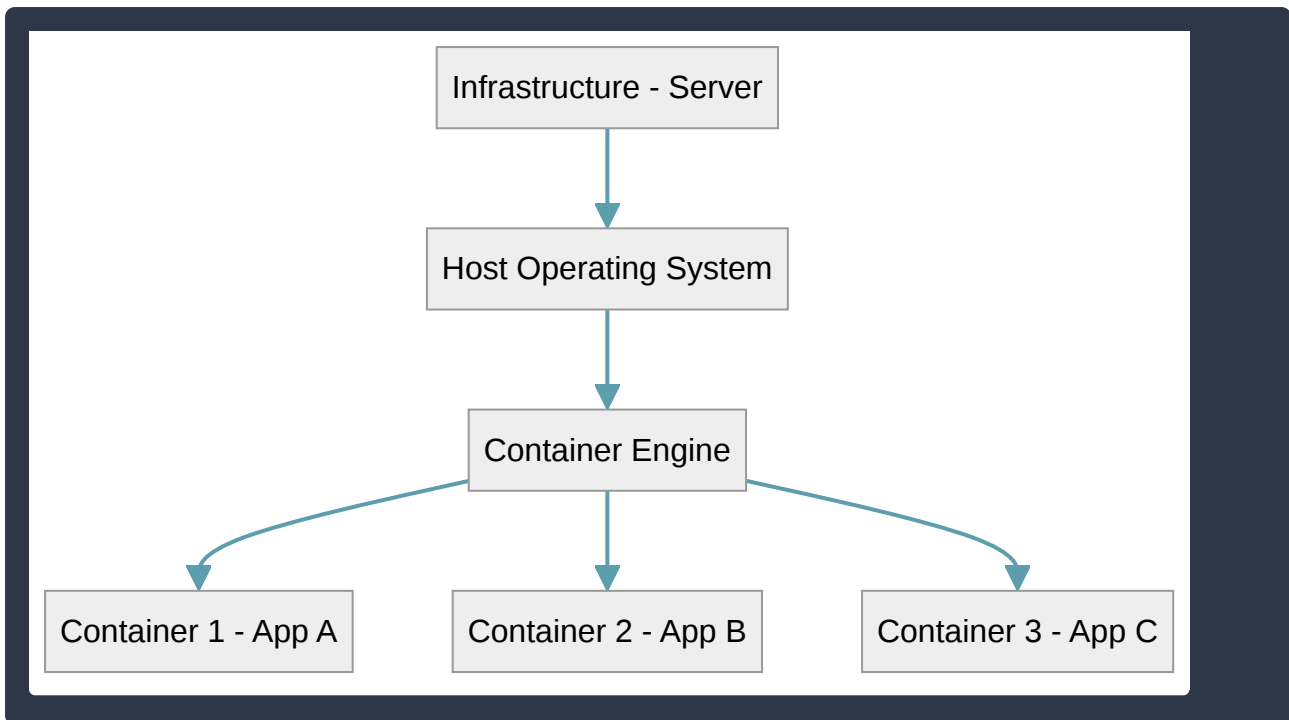 Infrastructure - Server
Host Operating System
Container Engine
Container 1 - App A
Container 2 - App B
Container 3 - App C